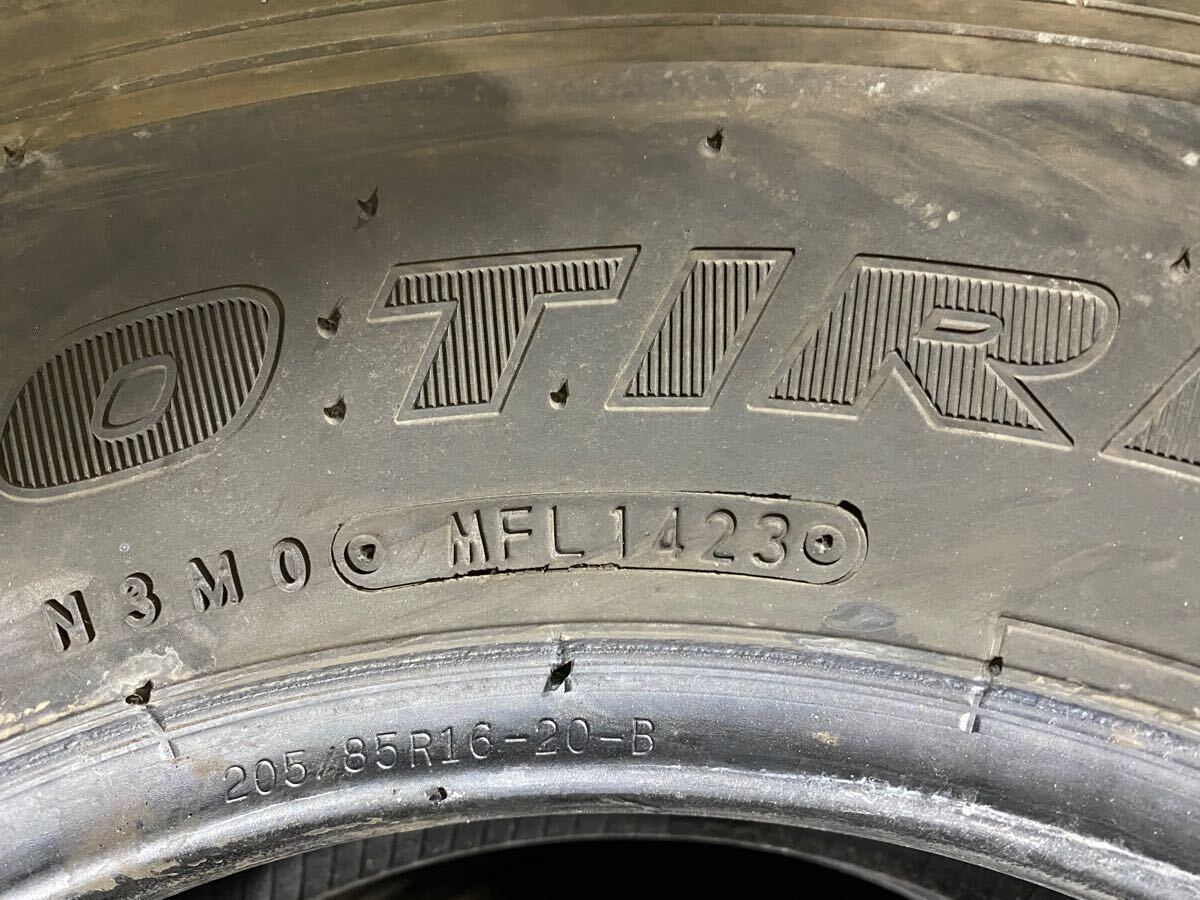 O TIR
N3M0 MFL1423
205/85R16-20-B